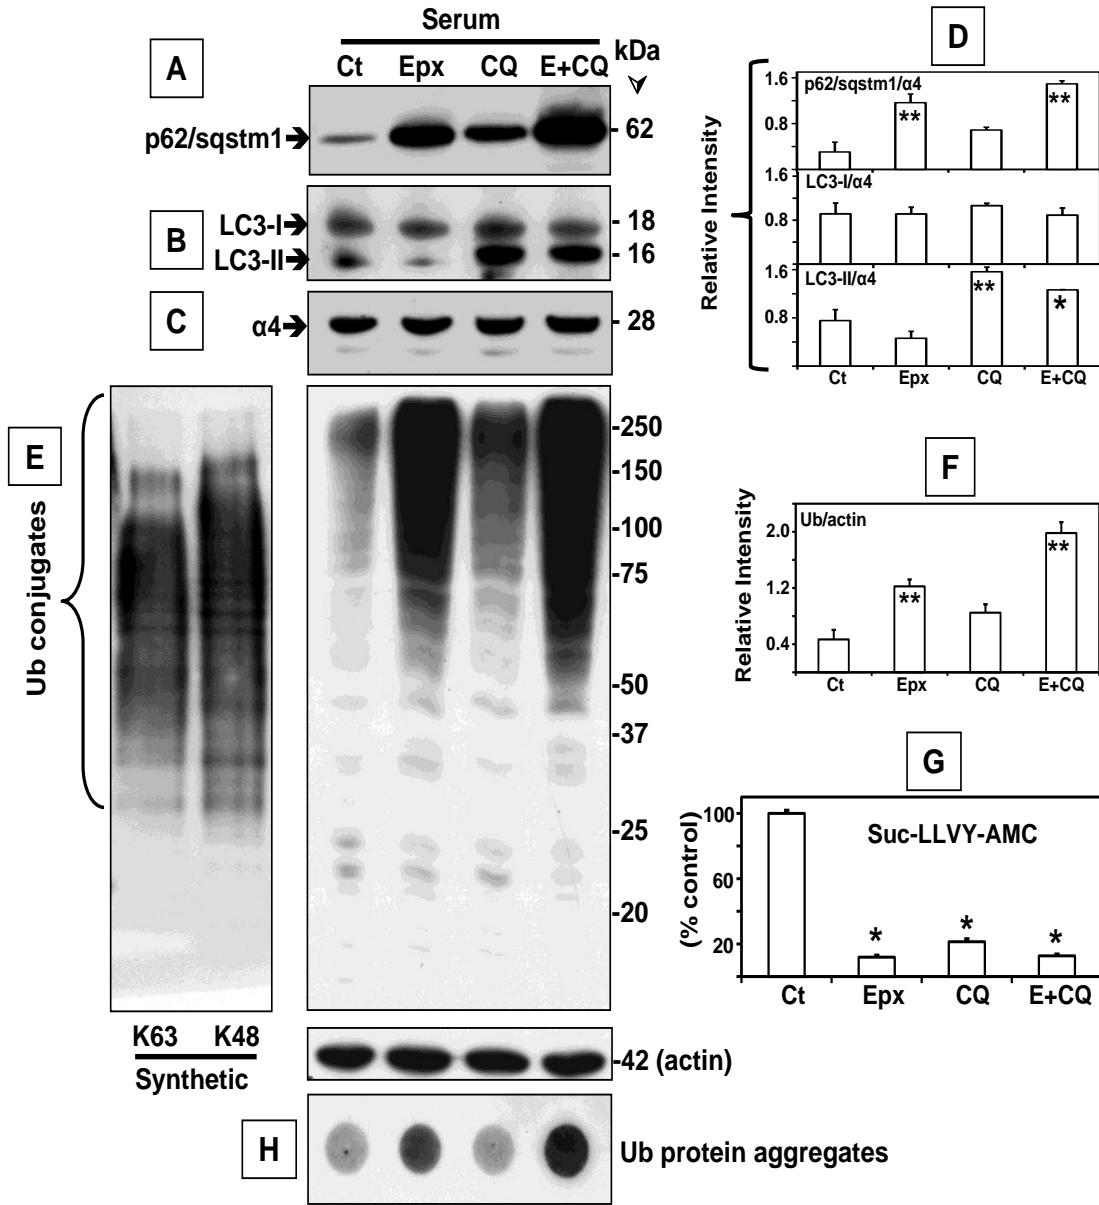 Serum
A
Ct Epx CQ E+CQ
kDa
p62/sqstm1
- 62
B
LC3-I
- 18
LC3-II
- 16
C
α4
- 28
D
Relative Intensity
1.6
0.8
p62/sqstm1/α4
**
**
1.6
0.8
LC3-I/α4
1.6
0.8
LC3-II/α4
**
*
Ct Epx CQ E+CQ
E
Ub conjugates
-250
-150
-100
-75
-50
-37
-25
-20
K63 K48
Synthetic
-42 (actin)
F
Relative Intensity
2.0
1.2
0.4
Ub/actin
**
**
Ct Epx CQ E+CQ
G
(% control)
100
60
20
Suc-LLVY-AMC
* * *
Ct Epx CQ E+CQ
H
Ub protein aggregates